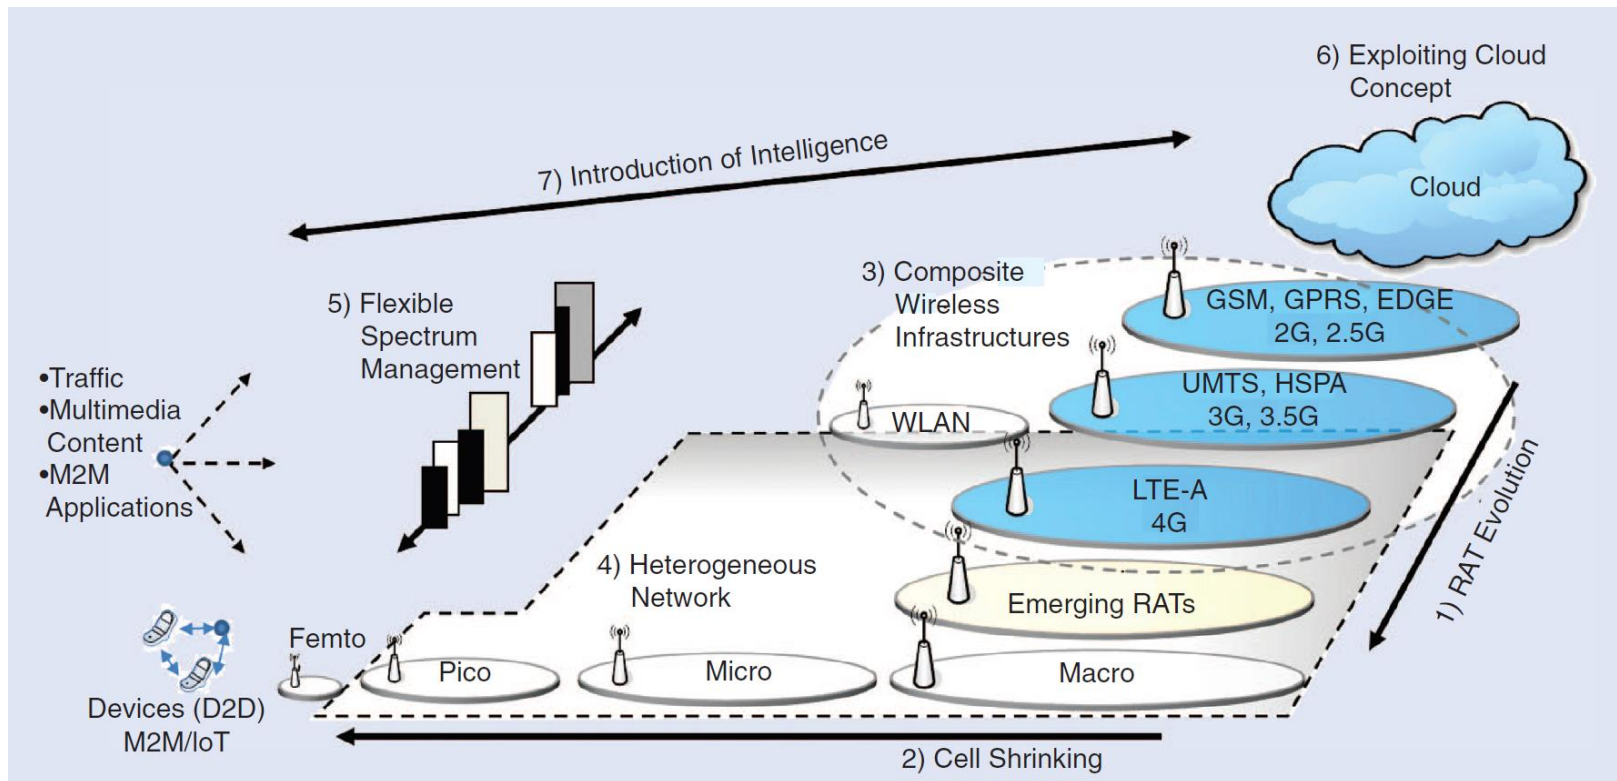 6) Exploiting Cloud
Concept
Cloud
7) Introduction of Intelligence
3) Composite
Wireless
Infrastructures
GSM, GPRS, EDGE
2G, 2.5G
5) Flexible
Spectrum
Management
UMTS, HSPA
3G, 3.5G
WLAN
•Traffic
•Multimedia
Content
•M2M
Applications
LTE-A
4G
1) RAT Evolution
4) Heterogeneous
Network
Emerging RATs
Femto
Pico
Micro
Macro
Devices (D2D)
M2M/IoT
2) Cell Shrinking